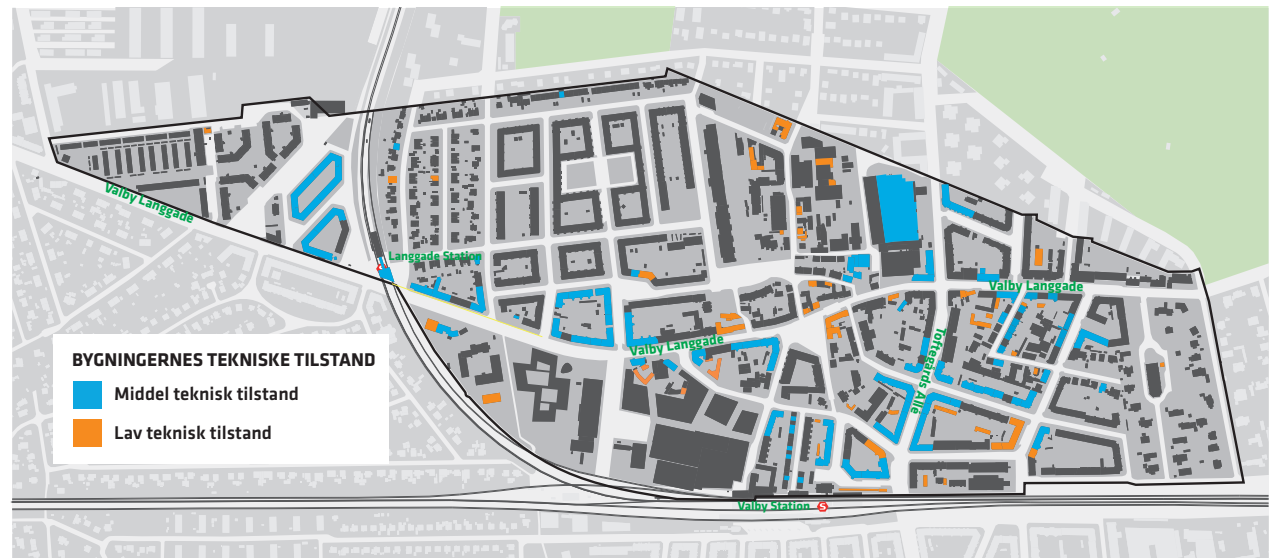 Valby Langgade
Langgade Station
Valby Langgade
Valby Langgade
Toftegårds Allé
BYGNINGERNES TEKNISKE TILSTAND
Middel teknisk tilstand
Lav teknisk tilstand
Valby Station S